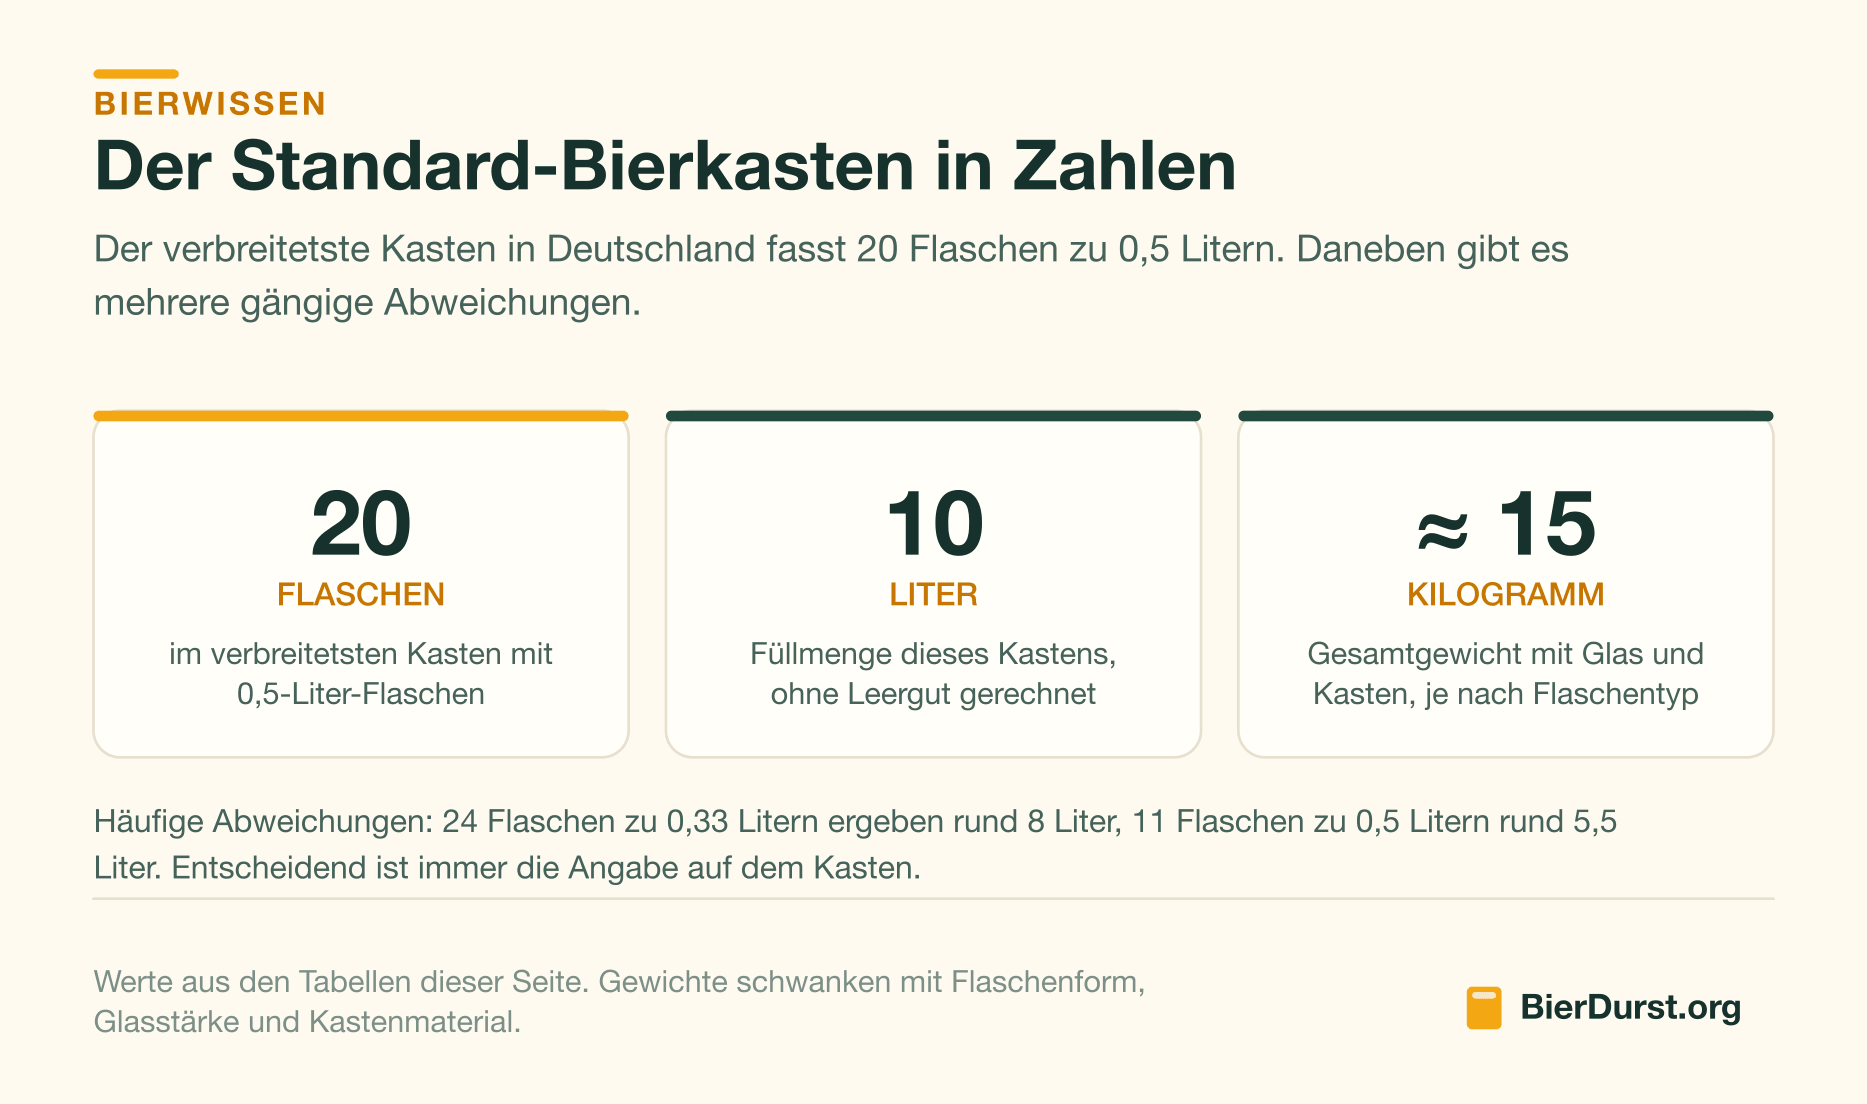 BIERWISSEN
Der Standard-Bierkasten in Zahlen
Der verbreitetste Kasten in Deutschland fasst 20 Flaschen zu 0,5 Litern. Daneben gibt es
mehrere gängige Abweichungen.
20
FLASCHEN
im verbreitetsten Kasten mit
0,5-Liter-Flaschen
10
LITER
Füllmenge dieses Kastens,
ohne Leergut gerechnet
≈ 15
KILOGRAMM
Gesamtgewicht mit Glas und
Kasten, je nach Flaschentyp
Häufige Abweichungen: 24 Flaschen zu 0,33 Litern ergeben rund 8 Liter, 11 Flaschen zu 0,5 Litern rund 5,5
Liter. Entscheidend ist immer die Angabe auf dem Kasten.
Werte aus den Tabellen dieser Seite. Gewichte schwanken mit Flaschenform,
Glasstärke und Kastenmaterial.
BierDurst.org